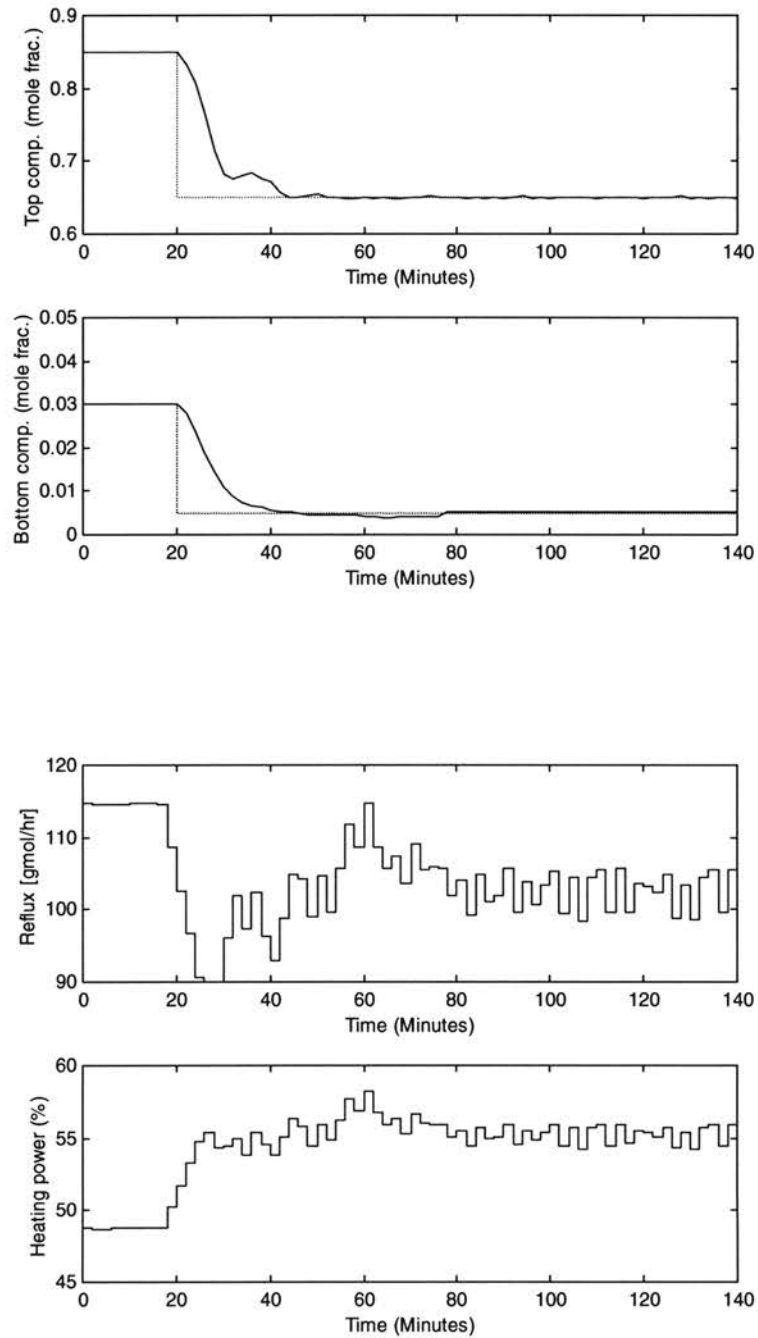 0.9
0.8
0.7
0.6
Top comp. (mole frac.)
0 20 40 60 80 100 120 140
Time (Minutes)
0.05
0.04
0.03
0.02
0.005
0
Bottom comp. (mole frac.)
0 20 40 60 80 100 120 140
Time (Minutes)
120
110
100
90
Reflux [gmol/hr]
0 20 40 60 80 100 120 140
Time (Minutes)
60
55
50
45
Heating power (%)
0 20 40 60 80 100 120 140
Time (Minutes)